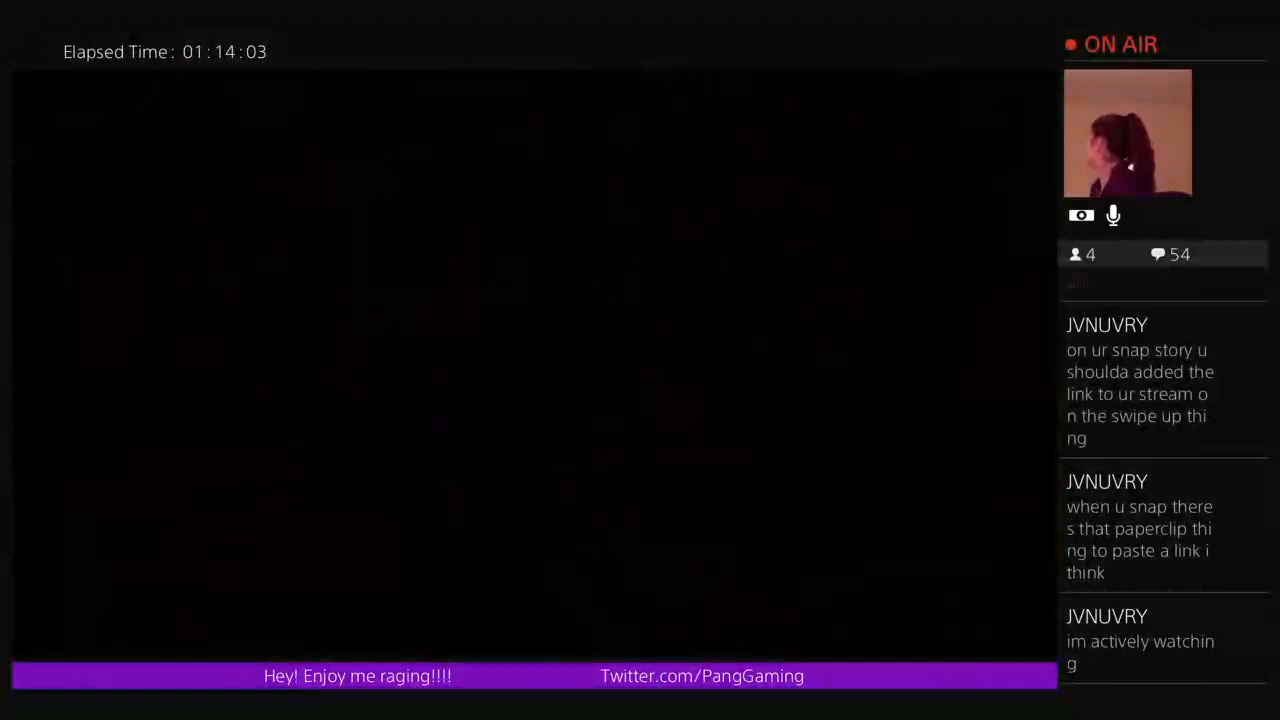 Elapsed Time: 01:14:03
ON AIR
4 54
JVNUVRY
on ur snap story u
shoulda added the
link to ur stream o
n the swipe up thi
ng
JVNUVRY
when u snap there
s that paperclip thi
ng to paste a link i
think
JVNUVRY
im actively watchin
g
Hey! Enjoy me raging!!!! Twitter.com/PangGaming